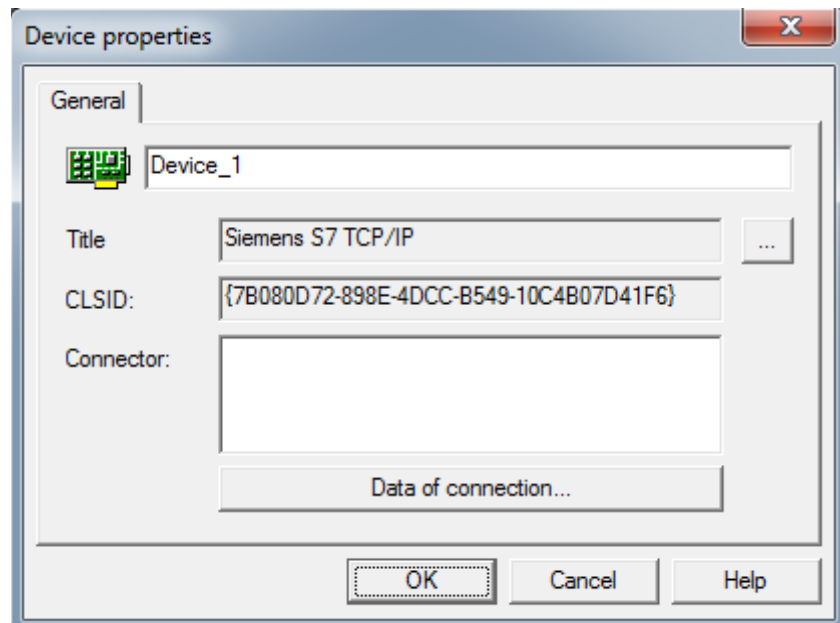 Device properties
General
Device_1
Title
Siemens S7 TCP/IP
...
CLSID:
{7B080D72-898E-4DCC-B549-10C4B07D41F6}
Connector:
Data of connection...
OK
Cancel
Help